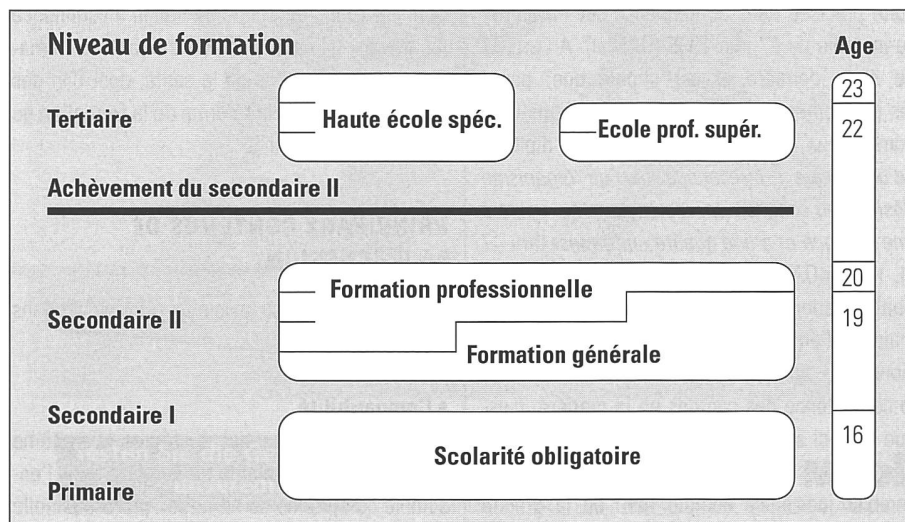 Niveau de formation
Age
23
Tertiaire
Haute école spéc.
Ecole prof. supér.
22
Achèvement du secondaire II
Formation professionnelle
20
Secondaire II
19
Formation générale
Secondaire I
16
Scolarité obligatoire
Primaire